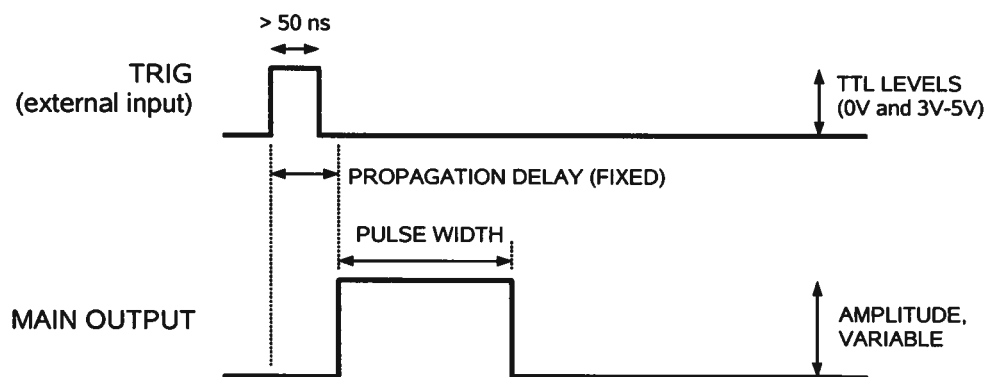 > 50 ns
TRIG
(external input)
TTL LEVELS
(0V and 3V-5V)
PROPAGATION DELAY (FIXED)
PULSE WIDTH
MAIN OUTPUT
AMPLITUDE,
VARIABLE